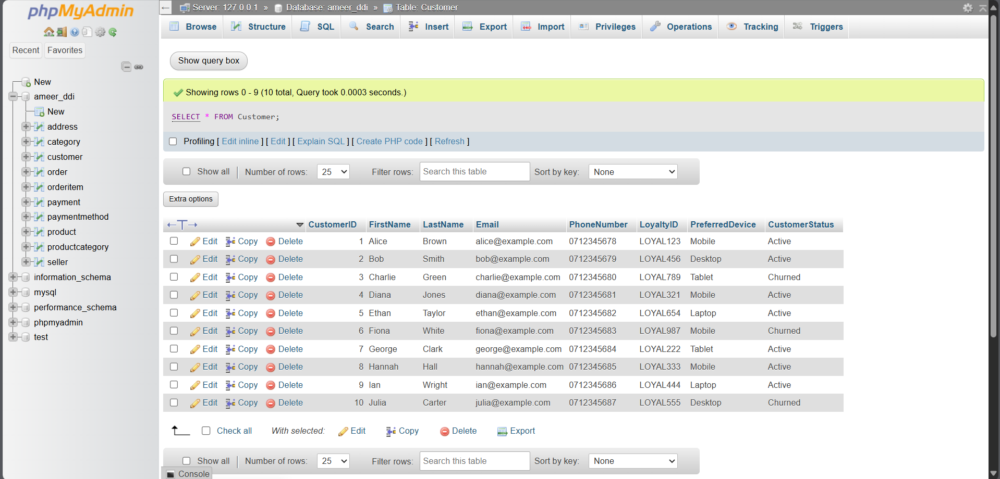 phpMyAdmin
Recent Favorites
New
ameer_ddi
New
address
category
customer
order
orderitem
payment
paymentmethod
product
productcategory
seller
information_schema
mysql
performance_schema
phpmyadmin
test
Server: 127.0.0.1 » Database: ameer_ddi » Table: Customer
Browse Structure SQL Search Insert Export Import Privileges Operations Tracking Triggers
Show query box
Showing rows 0 - 9 (10 total, Query took 0.0003 seconds.)
SELECT * FROM Customer;
Profiling [ Edit inline ] [ Edit ] [ Explain SQL ] [ Create PHP code ] [ Refresh ]
Show all | Number of rows: 25 Filter rows: Search this table Sort by key: None
Extra options
←T→ CustomerID FirstName LastName Email PhoneNumber LoyaltyID PreferredDevice CustomerStatus
Edit Copy Delete 1 Alice Brown alice@example.com 0712345678 LOYAL123 Mobile Active
Edit Copy Delete 2 Bob Smith bob@example.com 0712345679 LOYAL456 Desktop Active
Edit Copy Delete 3 Charlie Green charlie@example.com 0712345680 LOYAL789 Tablet Churned
Edit Copy Delete 4 Diana Jones diana@example.com 0712345681 LOYAL321 Mobile Active
Edit Copy Delete 5 Ethan Taylor ethan@example.com 0712345682 LOYAL654 Laptop Active
Edit Copy Delete 6 Fiona White fiona@example.com 0712345683 LOYAL987 Mobile Churned
Edit Copy Delete 7 George Clark george@example.com 0712345684 LOYAL222 Tablet Active
Edit Copy Delete 8 Hannah Hall hannah@example.com 0712345685 LOYAL333 Mobile Active
Edit Copy Delete 9 Ian Wright ian@example.com 0712345686 LOYAL444 Laptop Active
Edit Copy Delete 10 Julia Carter julia@example.com 0712345687 LOYAL555 Desktop Churned
Check all With selected: Edit Copy Delete Export
Show all | Number of rows: 25 Filter rows: Search this table Sort by key: None
Console